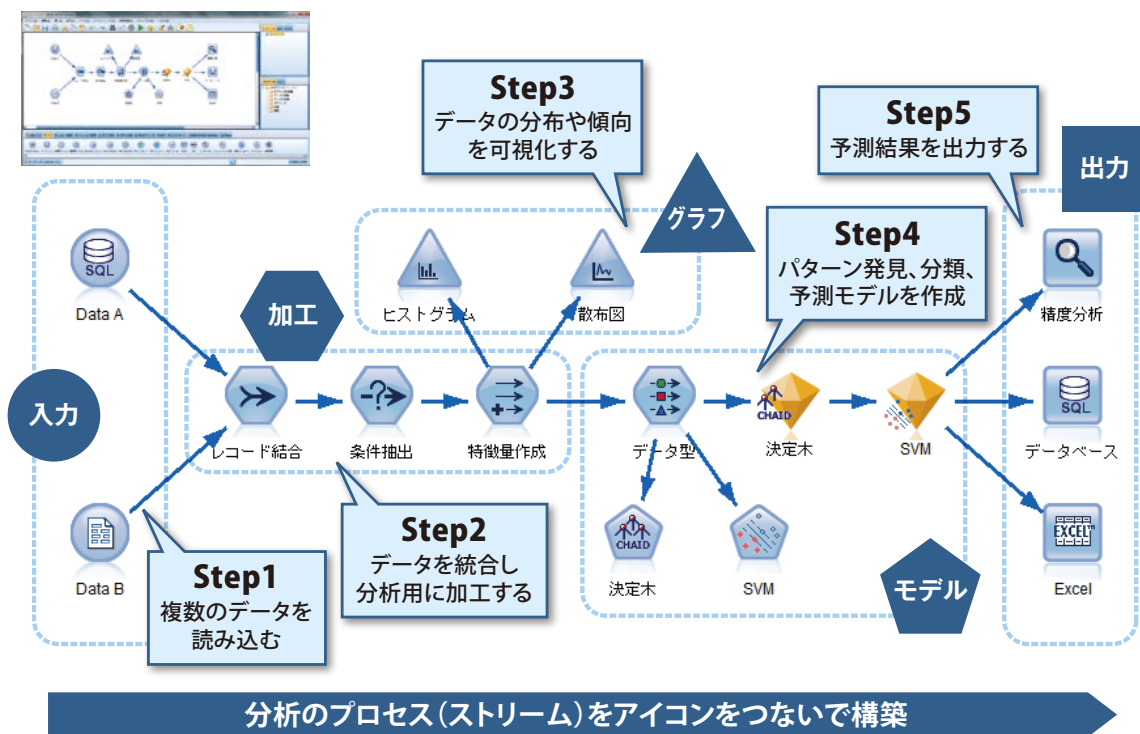 Step3
データの分布や傾向
を可視化する
Step5
予測結果を出力する
出力
グラフ
Step4
パターン発見、分類、
予測モデルを作成
SQL
Data A
加工
ヒストグラム
散布図
精度分析
入力
レコード結合
条件抽出
特徴量作成
データ型
CHAID
決定木
SVM
SQL
データベース
Data B
Step1
複数のデータを
読み込む
Step2
データを統合し
分析用に加工する
CHAID
決定木
SVM
モデル
EXCEL™
Excel
分析のプロセス(ストリーム)をアイコンをつないで構築